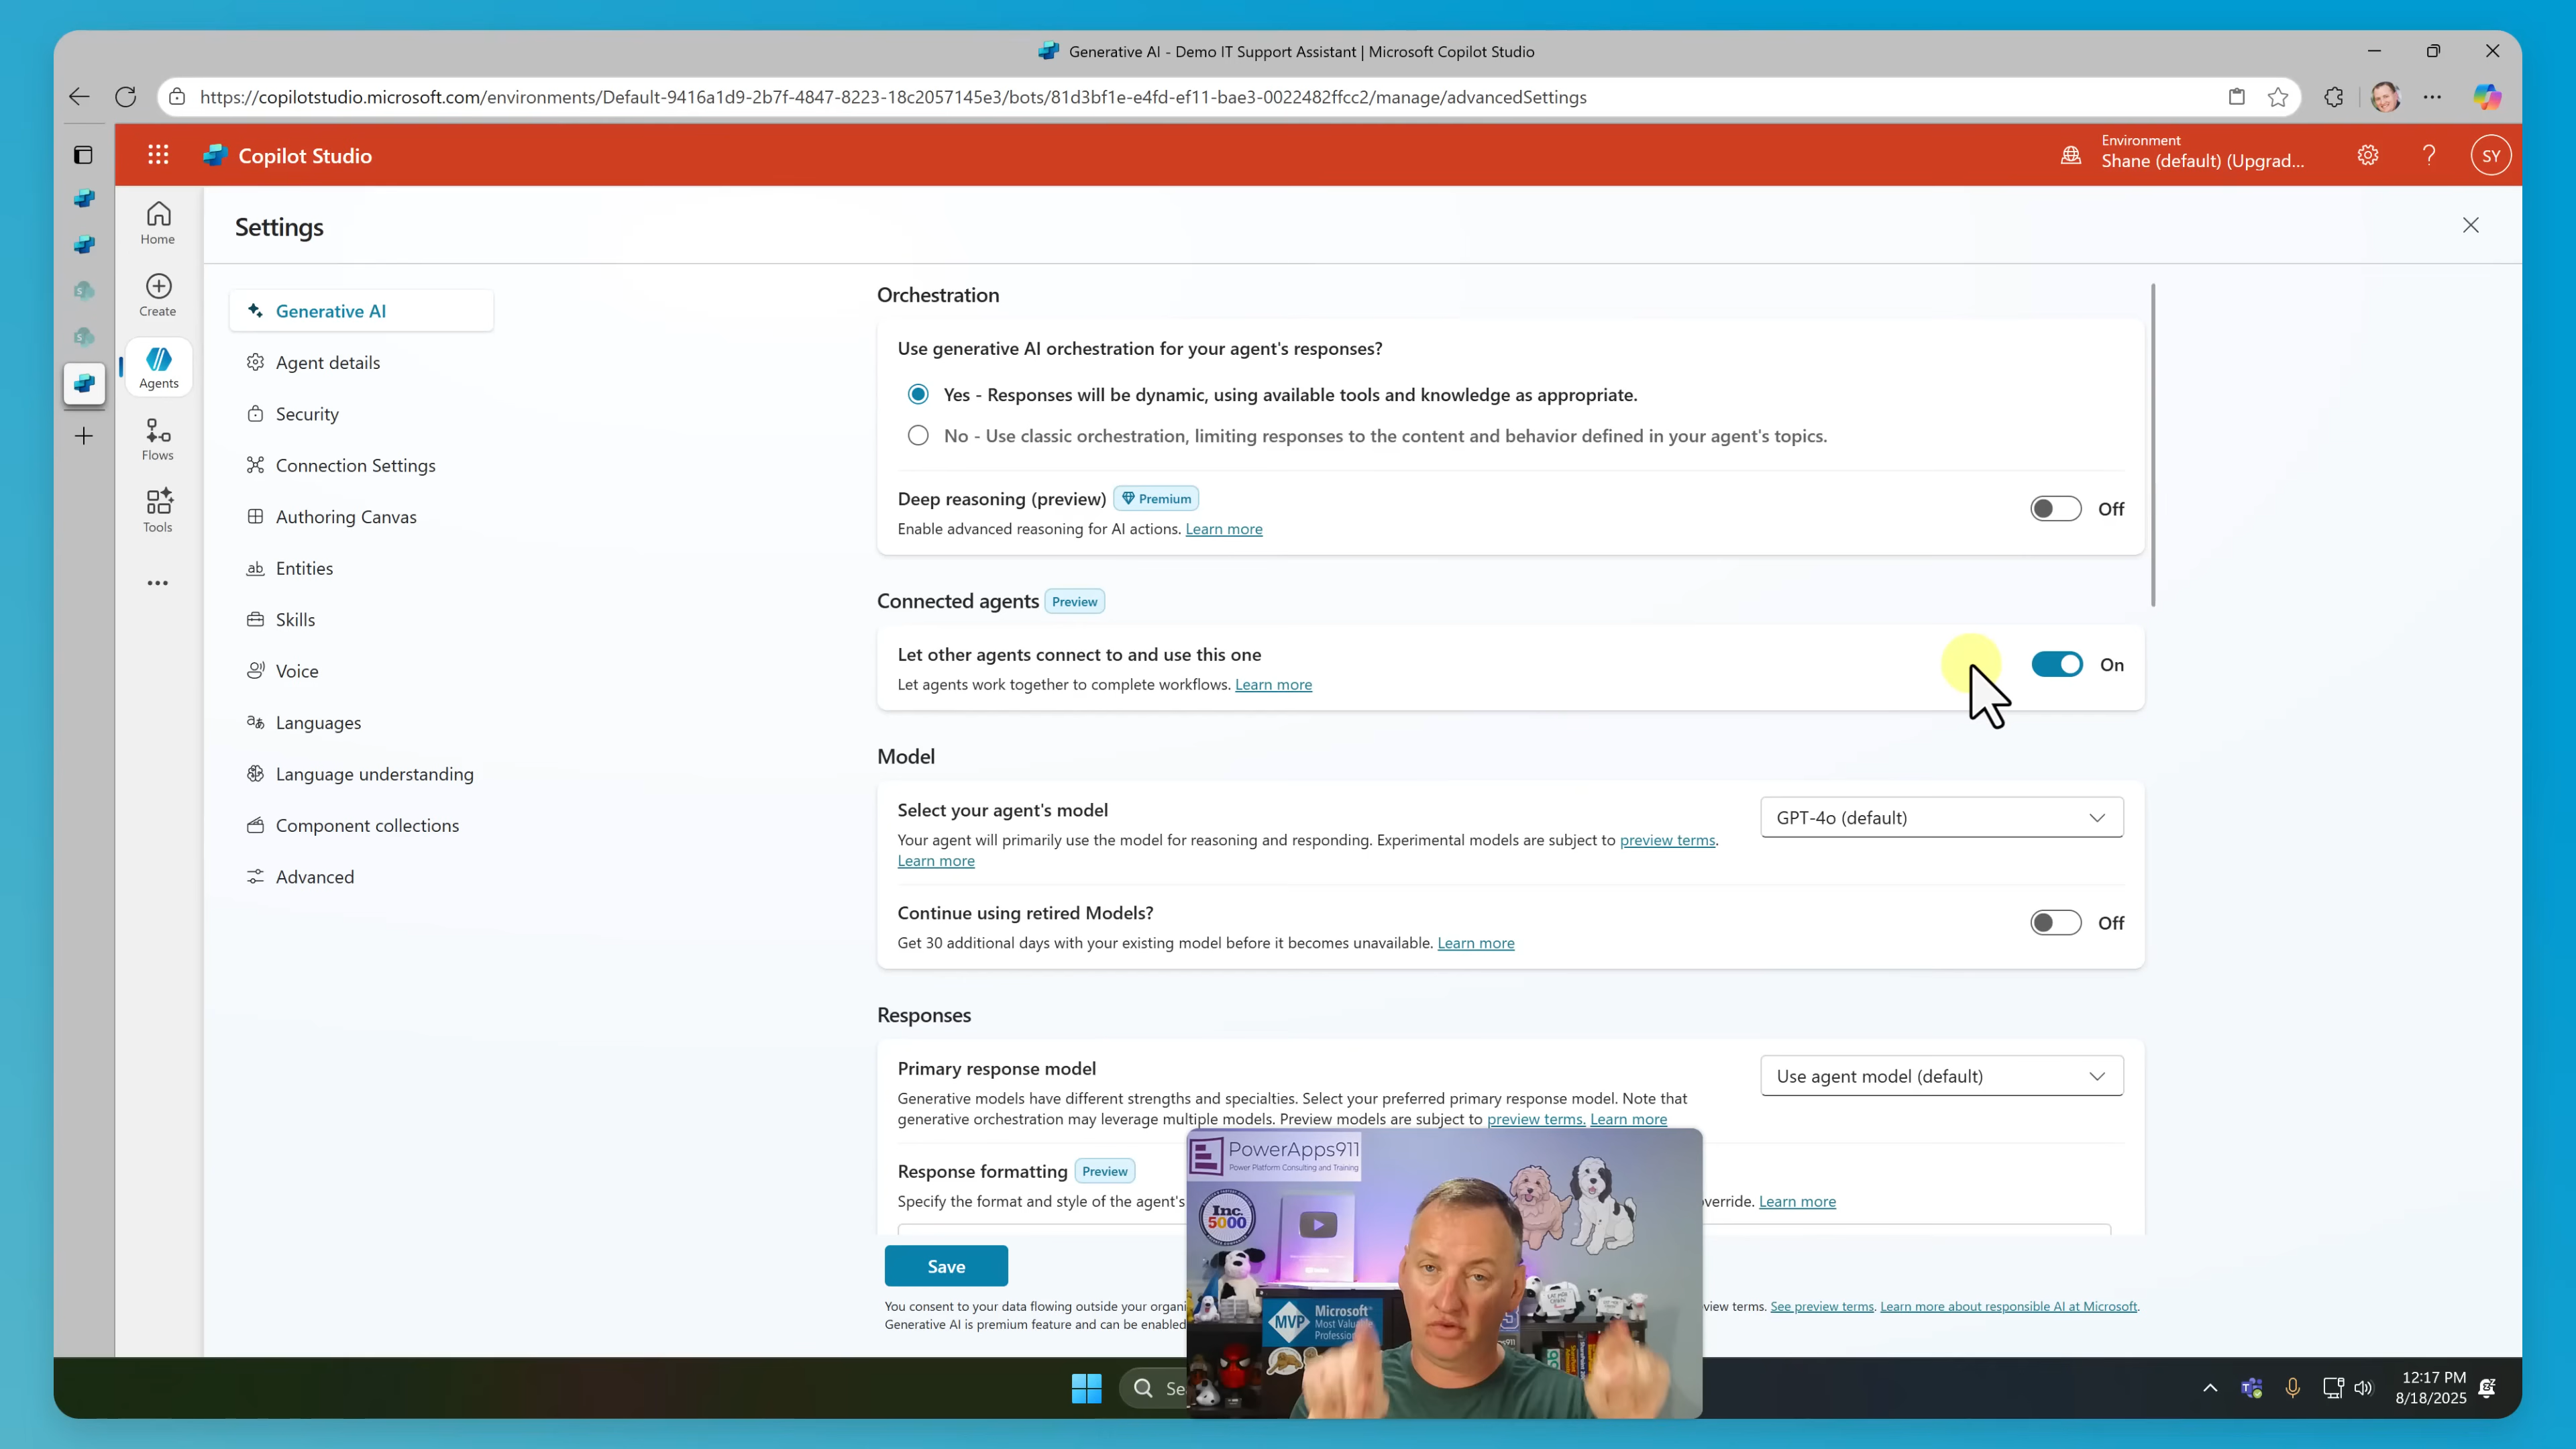 Generative AI - Demo IT Support Assistant | Microsoft Copilot Studio
https://copilotstudio.microsoft.com/environments/Default-9416a1d9-2b7f-4847-8223-18c2057145e3/bots/81d3bf1e-e4fd-ef11-bae3-0022482ffcc2/manage/advancedSettings
Copilot Studio
Environment
Shane (default) (Upgrad...
SY
Home
Create
Agents
Flows
Tools
Settings
Generative AI
Agent details
Security
Connection Settings
Authoring Canvas
Entities
Skills
Voice
Languages
Language understanding
Component collections
Advanced
Orchestration
Use generative AI orchestration for your agent's responses?
Yes - Responses will be dynamic, using available tools and knowledge as appropriate.
No - Use classic orchestration, limiting responses to the content and behavior defined in your agent's topics.
Deep reasoning (preview) Premium
Off
Enable advanced reasoning for AI actions. Learn more
Connected agents Preview
Let other agents connect to and use this one
On
Let agents work together to complete workflows. Learn more
Model
Select your agent's model
GPT-4o (default)
Your agent will primarily use the model for reasoning and responding. Experimental models are subject to preview terms.
Learn more
Continue using retired Models?
Off
Get 30 additional days with your existing model before it becomes unavailable. Learn more
Responses
Primary response model
Use agent model (default)
Generative models have different strengths and specialties. Select your preferred primary response model. Note that
generative orchestration may leverage multiple models. Preview models are subject to preview terms. Learn more
Response formatting Preview
Specify the format and style of the agent's
verride. Learn more
Save
You consent to your data flowing outside your organi
view terms. See preview terms. Learn more about responsible AI at Microsoft.
Generative AI is premium feature and can be enabled
PowerApps911
Power Platform Consulting and Training
Inc.
5000
MVP
Microsoft
Most Valu
Professio
Se
12:17 PM
8/18/2025